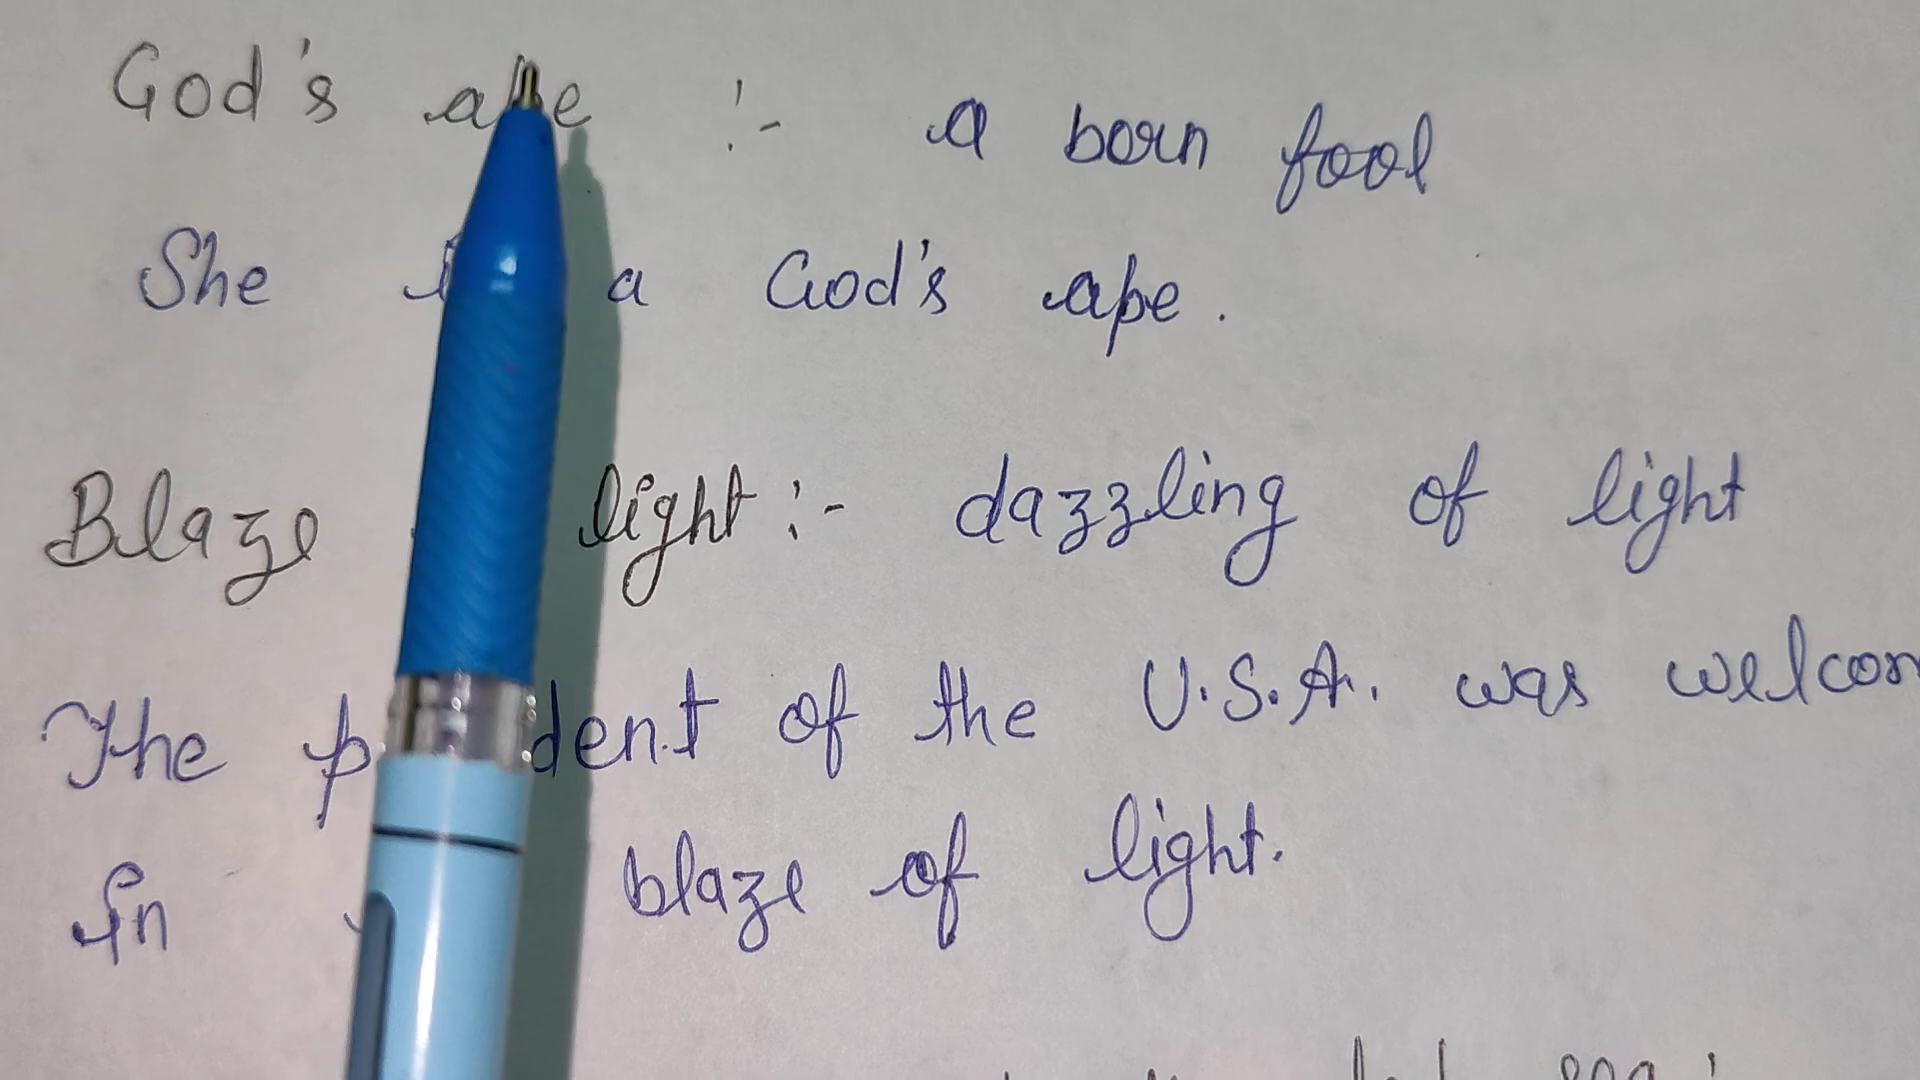 God's ape :- a born fool
She is a God's ape.
Blaze light :- dazzling of light
The dent of the U.S.A. was welcom
In blaze of light.